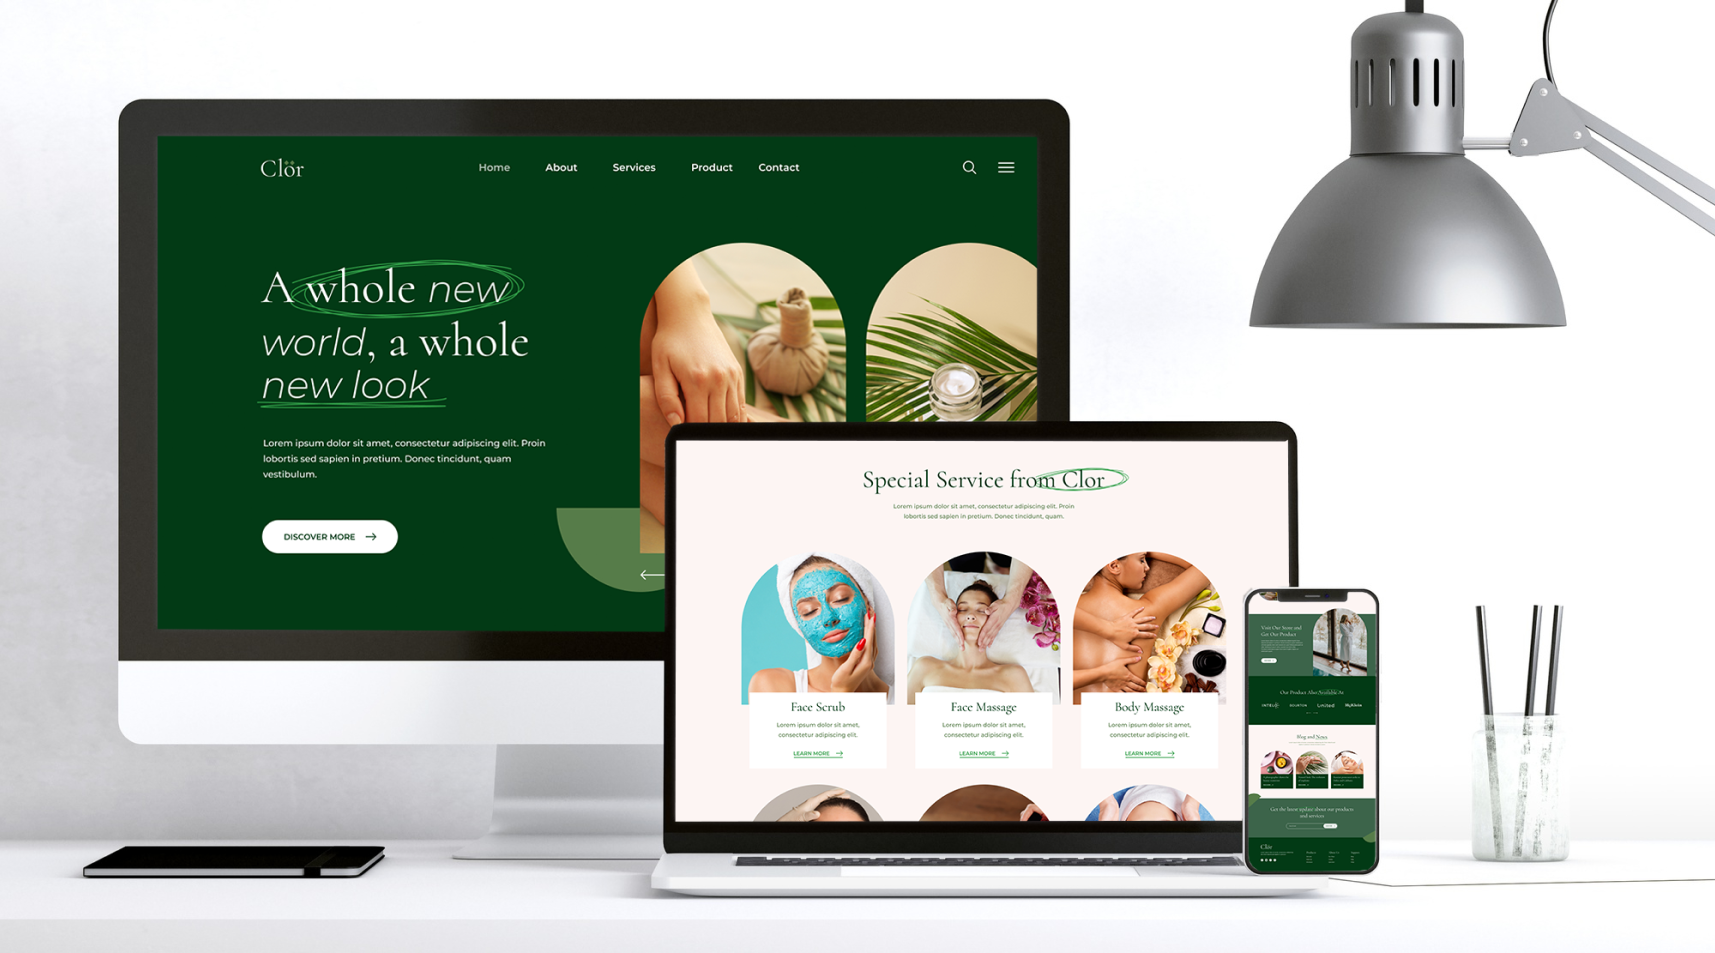 Clör
Home About Services Product Contact
A whole new
world, a whole
new look
Lorem ipsum dolor sit amet, consectetur adipiscing elit. Proin
lobortis sed sapien in pretium. Donec tincidunt, quam
vestibulum.
DISCOVER MORE
Special Service from Clor
Lorem ipsum dolor sit amet, consectetur adipiscing elit. Proin
lobortis sed sapien in pretium. Donec tincidunt, quam.
Face Scrub
Lorem ipsum dolor sit amet,
consectetur adipiscing elit.
LEARN MORE
Face Massage
Lorem ipsum dolor sit amet,
consectetur adipiscing elit.
LEARN MORE
Body Massage
Lorem ipsum dolor sit amet,
consectetur adipiscing elit.
LEARN MORE
Visit Our Store and
Get Our Product
Our Product Also Available At
Limited
Blog and News
Get the latest update about our products
and services
Clör